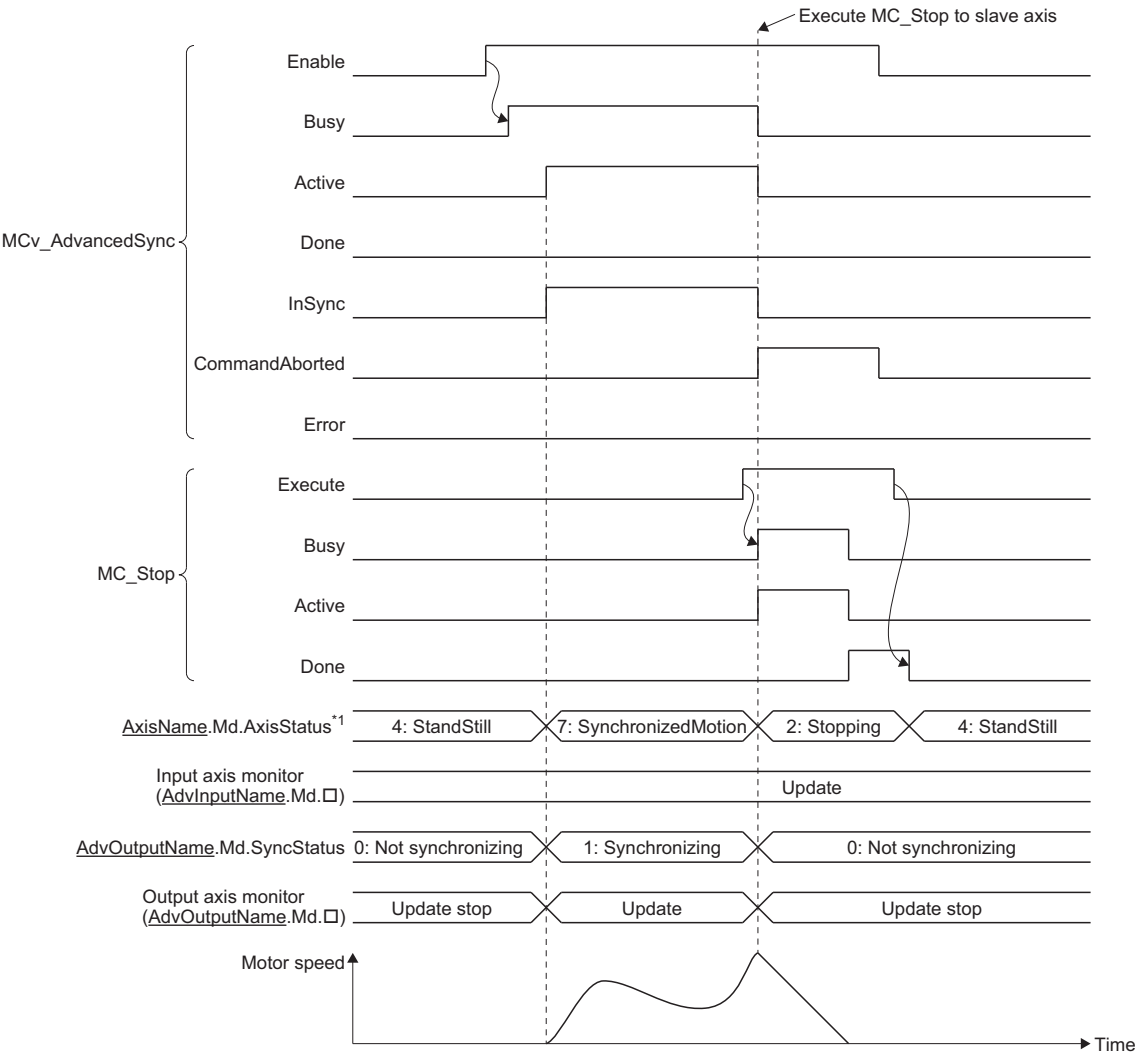 Execute MC_Stop to slave axis
Enable
Busy
Active
MCv_AdvancedSync
Done
InSync
CommandAborted
Error
Execute
Busy
MC_Stop
Active
Done
AxisName.Md.AxisStatus*1 4: StandStill 7: SynchronizedMotion 2: Stopping 4: StandStill
Input axis monitor
(AdvInputName.Md.□) Update
AdvOutputName.Md.SyncStatus 0: Not synchronizing 1: Synchronizing 0: Not synchronizing
Output axis monitor
(AdvOutputName.Md.□) Update stop Update Update stop
Motor speed
Time